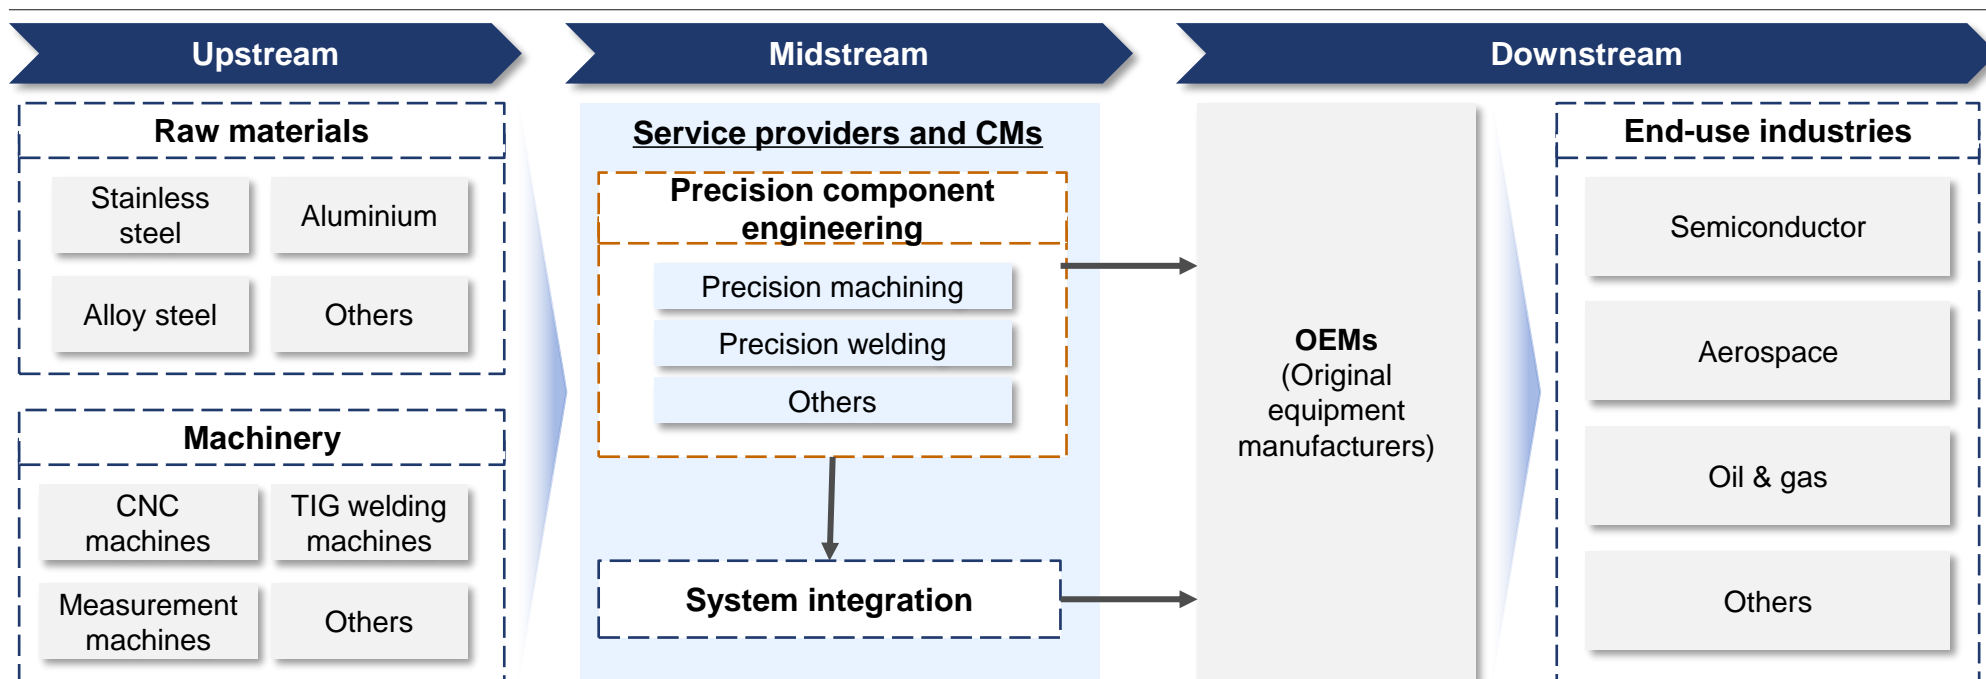 Upstream
Midstream
Downstream
Raw materials
Stainless
steel
Aluminium
Alloy steel
Others
Machinery
CNC
machines
TIG welding
machines
Measurement
machines
Others
Service providers and CMs
Precision component
engineering
Precision machining
Precision welding
Others
System integration
OEMs
(Original
equipment
manufacturers)
End-use industries
Semiconductor
Aerospace
Oil & gas
Others